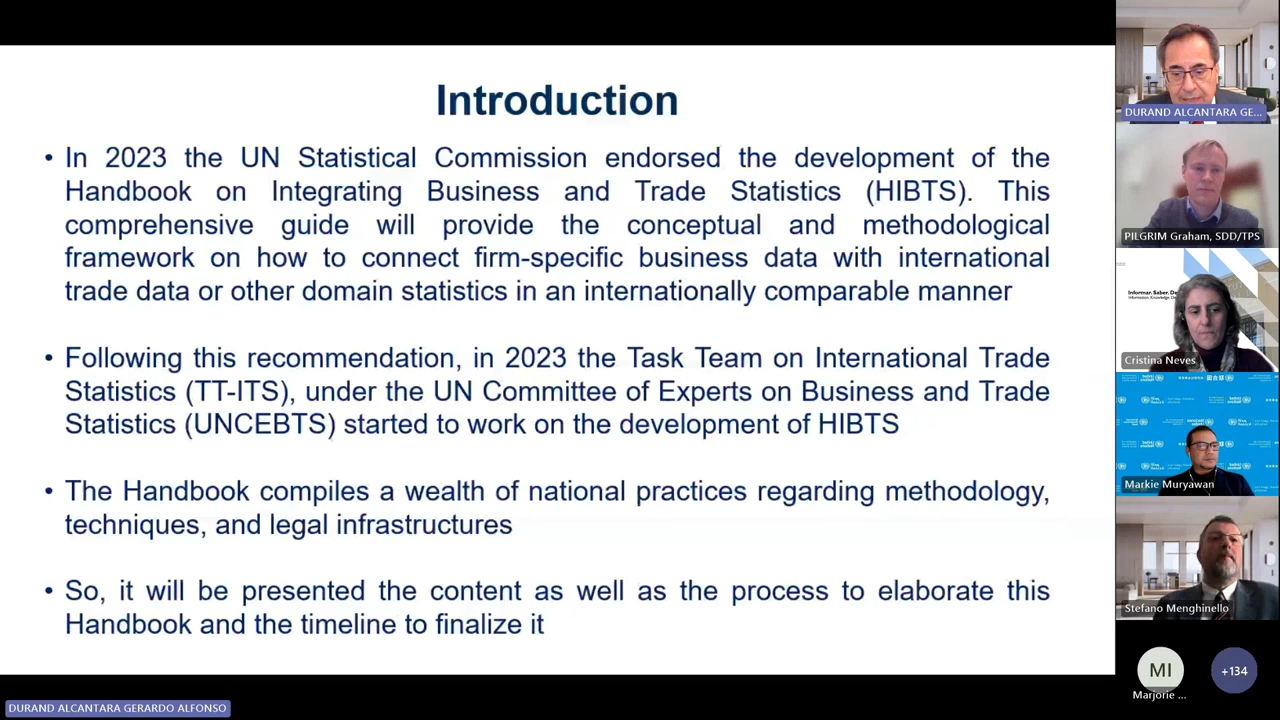 Introduction
• In 2023 the UN Statistical Commission endorsed the development of the
Handbook on Integrating Business and Trade Statistics (HIBTS). This
comprehensive guide will provide the conceptual and methodological
framework on how to connect firm-specific business data with international
trade data or other domain statistics in an internationally comparable manner
• Following this recommendation, in 2023 the Task Team on International Trade
Statistics (TT-ITS), under the UN Committee of Experts on Business and Trade
Statistics (UNCEBTS) started to work on the development of HIBTS
• The Handbook compiles a wealth of national practices regarding methodology,
techniques, and legal infrastructures
• So, it will be presented the content as well as the process to elaborate this
Handbook and the timeline to finalize it
DURAND ALCANTARA GERARDO ALFONSO
DURAND ALCANTARA GE...
PILGRIM Graham, SDD/TPS
Informar. Saber.
Cristina Neves
Markie Muryawan
Stefano Menghinello
MI
Marjorie ...
+134